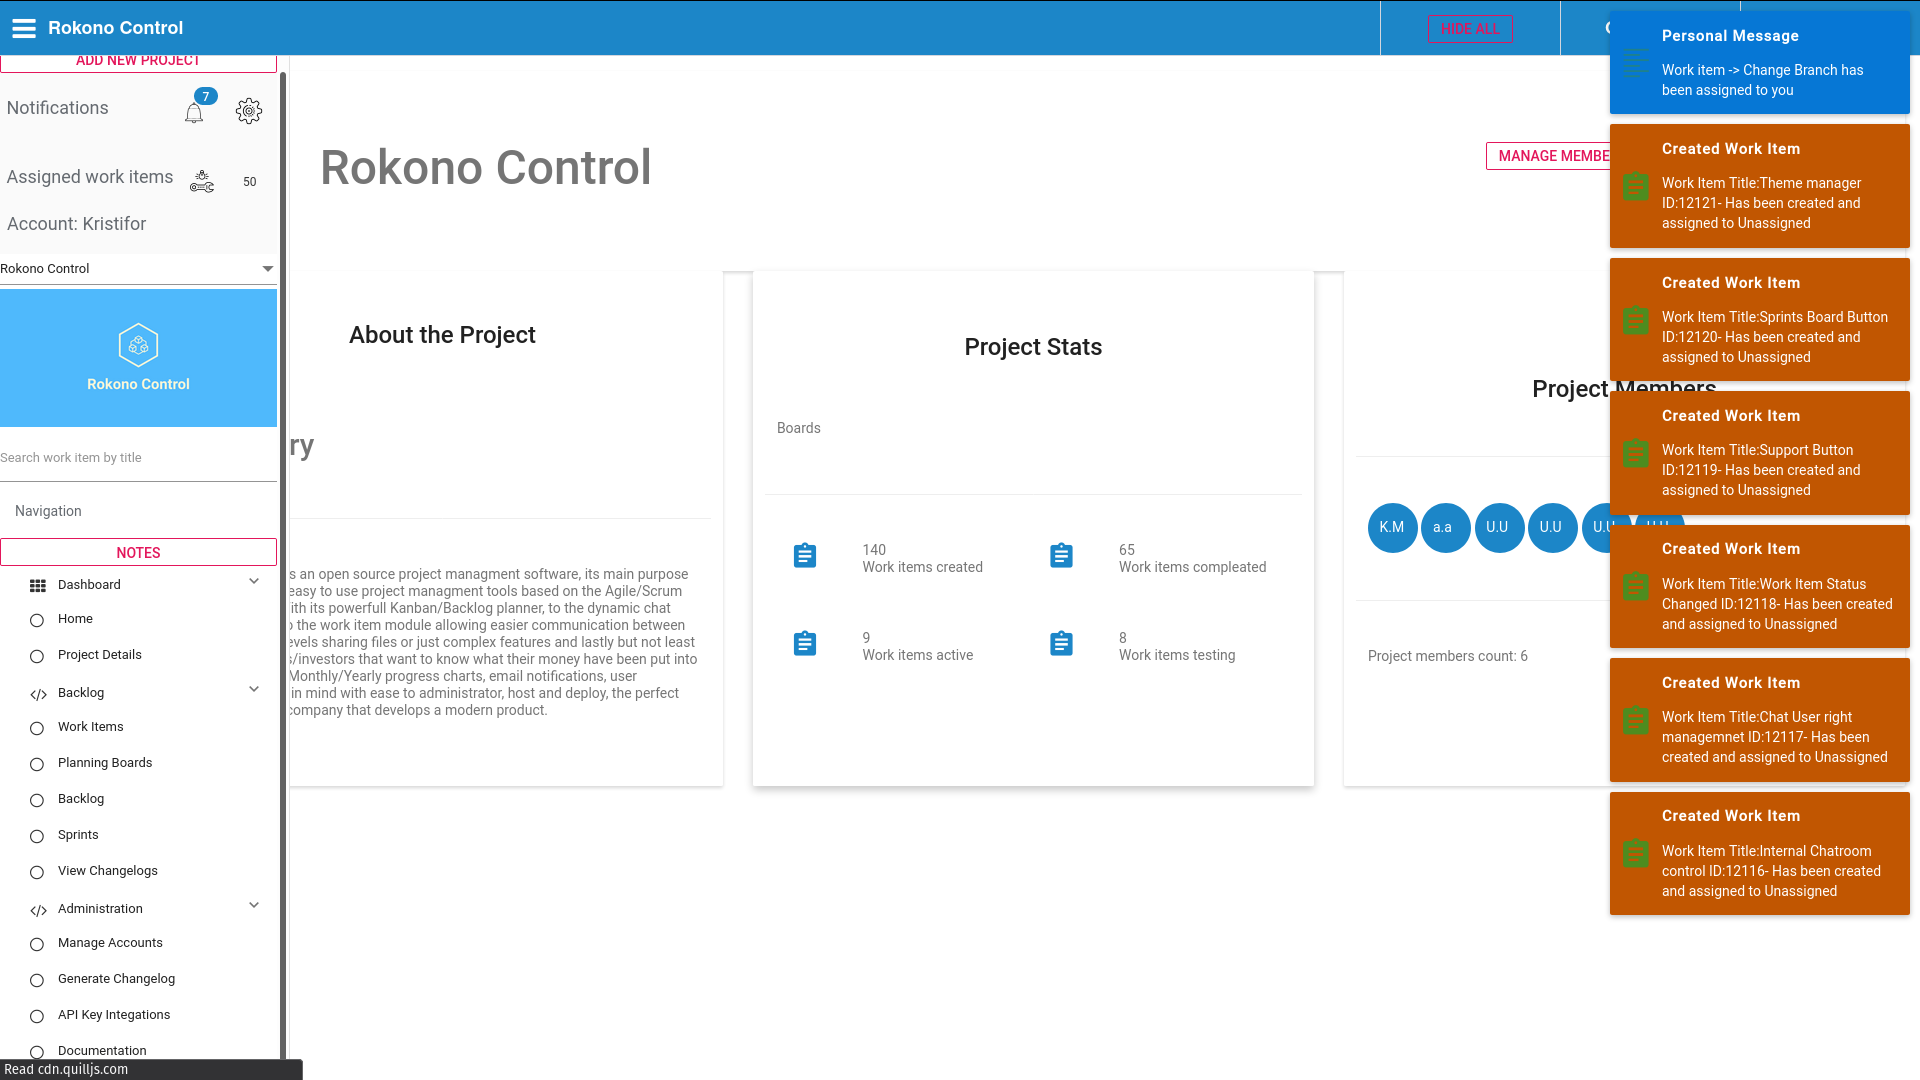 Rokono Control
HIDE ALL
ADD NEW PROJECT
Notifications
7
Assigned work items
50
Account: Kristifor
Rokono Control
Rokono Control
Search work item by title
Navigation
NOTES
Dashboard
Home
Project Details
Backlog
Work Items
Planning Boards
Backlog
Sprints
View Changelogs
Administration
Manage Accounts
Generate Changelog
API Key Integations
Documentation
Read cdn.quilljs.com
Rokono Control
MANAGE MEMBE
About the Project
ry
s an open source project managment software, its main purpose
easy to use project managment tools based on the Agile/Scrum
ith its powerfull Kanban/Backlog planner, to the dynamic chat
o the work item module allowing easier communication between
evels sharing files or just complex features and lastly but not least
s/investors that want to know what their money have been put into
Monthly/Yearly progress charts, email notifications, user
in mind with ease to administrator, host and deploy, the perfect
company that develops a modern product.
Project Stats
Boards
140
Work items created
65
Work items compleated
9
Work items active
8
Work items testing
Project Members
K.M
a.a
U.U
U.U
U.U
U.U
Project members count: 6
Personal Message
Work item -> Change Branch has
been assigned to you
Created Work Item
Work Item Title:Theme manager
ID:12121- Has been created and
assigned to Unassigned
Created Work Item
Work Item Title:Sprints Board Button
ID:12120- Has been created and
assigned to Unassigned
Created Work Item
Work Item Title:Support Button
ID:12119- Has been created and
assigned to Unassigned
Created Work Item
Work Item Title:Work Item Status
Changed ID:12118- Has been created
and assigned to Unassigned
Created Work Item
Work Item Title:Chat User right
managemnet ID:12117- Has been
created and assigned to Unassigned
Created Work Item
Work Item Title:Internal Chatroom
control ID:12116- Has been created
and assigned to Unassigned